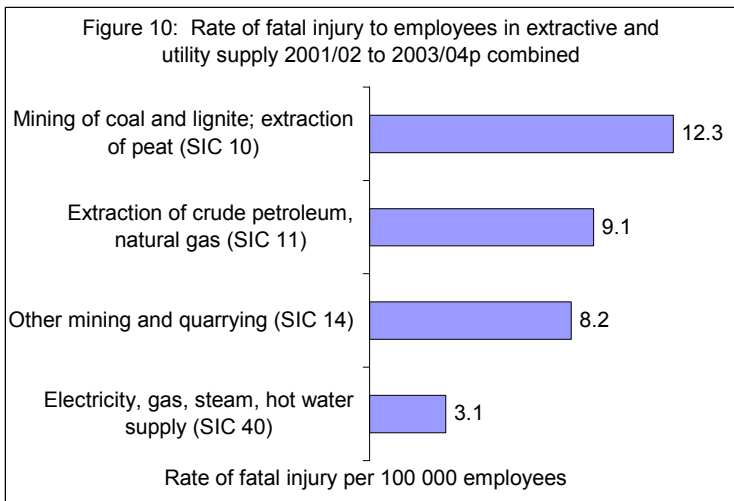 Figure 10:  Rate of fatal injury to employees in extractive and
utility supply 2001/02 to 2003/04p combined
Mining of coal and lignite; extraction
of peat (SIC 10)
12.3
Extraction of crude petroleum,
natural gas (SIC 11)
9.1
Other mining and quarrying (SIC 14)
8.2
Electricity, gas, steam, hot water
supply (SIC 40)
3.1
Rate of fatal injury per 100 000 employees